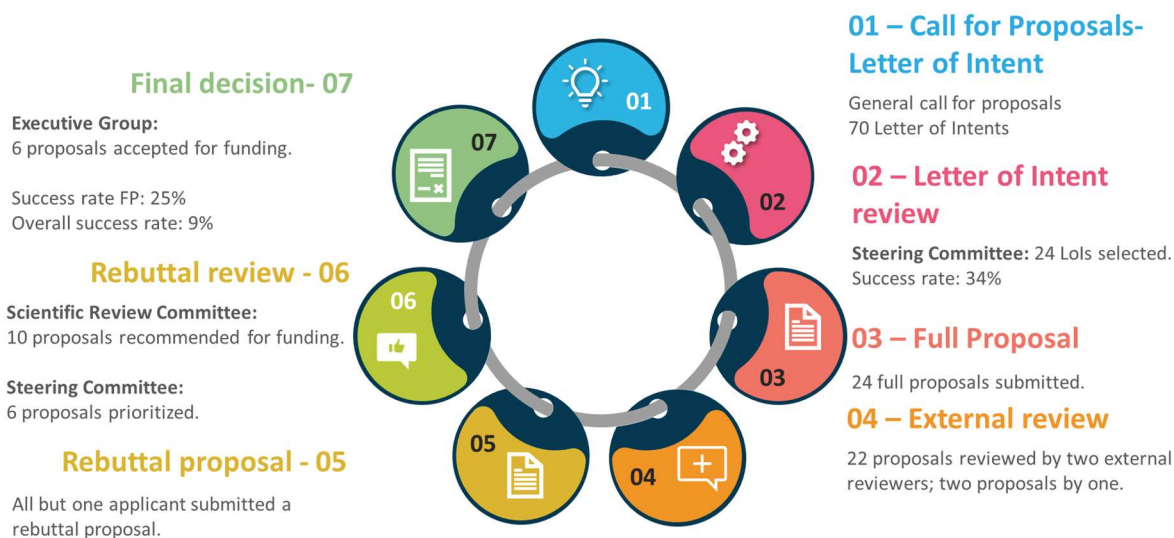 01 – Call for Proposals-
Letter of Intent
General call for proposals
70 Letter of Intents
02 – Letter of Intent
review
Steering Committee: 24 LoIs selected.
Success rate: 34%
03 – Full Proposal
24 full proposals submitted.
04 – External review
22 proposals reviewed by two external
reviewers; two proposals by one.
Rebuttal proposal - 05
All but one applicant submitted a
rebuttal proposal.
Rebuttal review - 06
Scientific Review Committee:
10 proposals recommended for funding.
Steering Committee:
6 proposals prioritized.
Final decision- 07
Executive Group:
6 proposals accepted for funding.
Success rate FP: 25%
Overall success rate: 9%
01
02
03
04
05
06
07